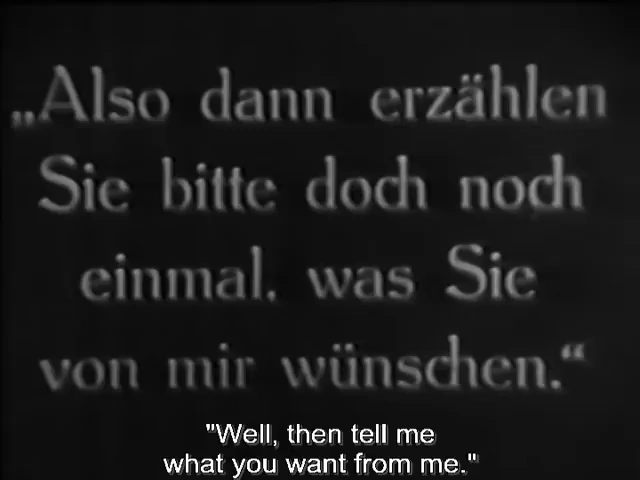 „Also dann erzählen
Sie bitte doch noch
einmal, was Sie
von mir wünschen.“
"Well, then tell me
what you want from me."